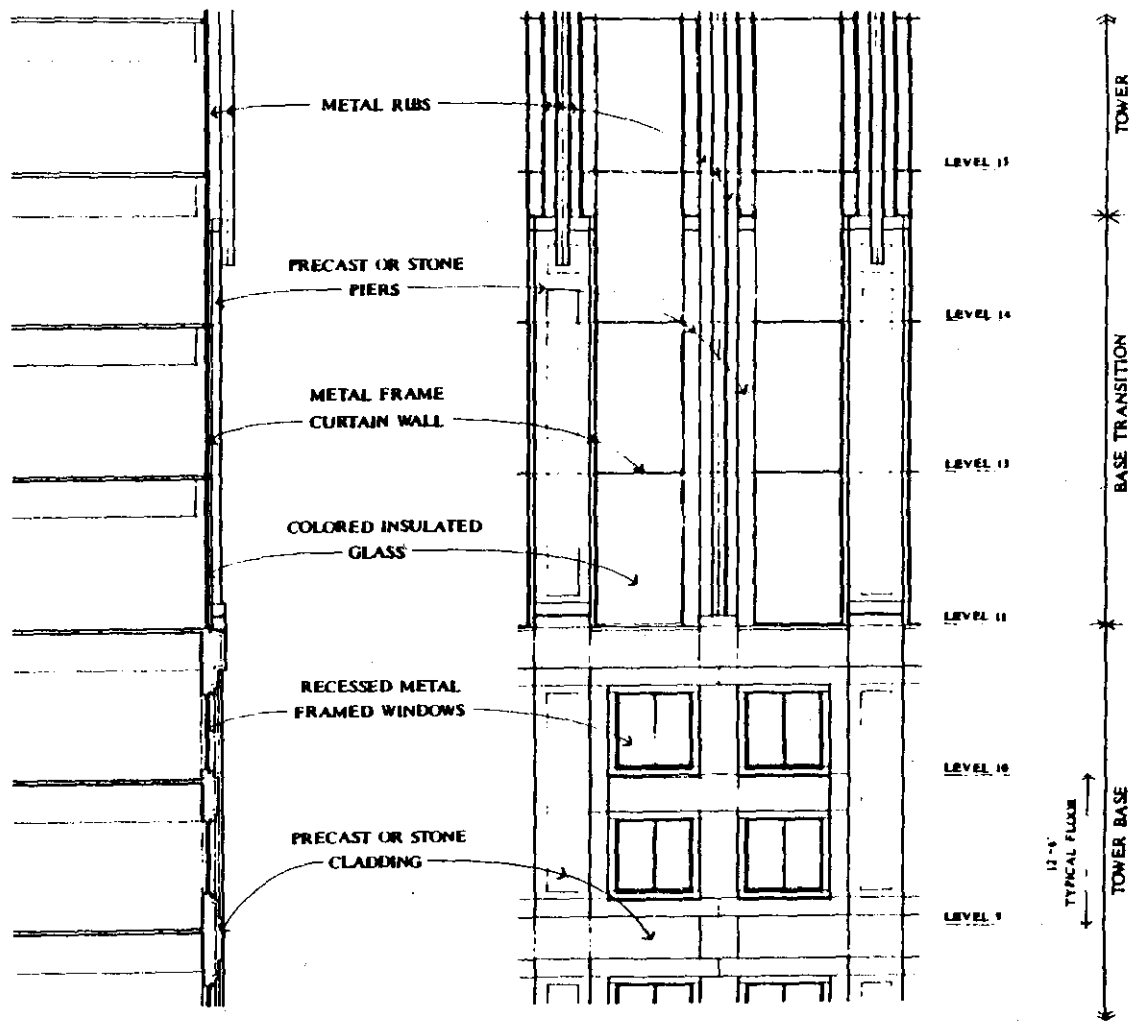 METAL RIBS
PRECAST OR STONE
PIERS
METAL FRAME
CURTAIN WALL
COLORED INSULATED
GLASS
RECESSED METAL
FRAMED WINDOWS
PRECAST OR STONE
CLADDING
LEVEL 15
LEVEL 14
LEVEL 13
LEVEL 11
LEVEL 10
LEVEL 9
12'-6"
TYPICAL FLOOR
TOWER
BASE TRANSITION
TOWER BASE